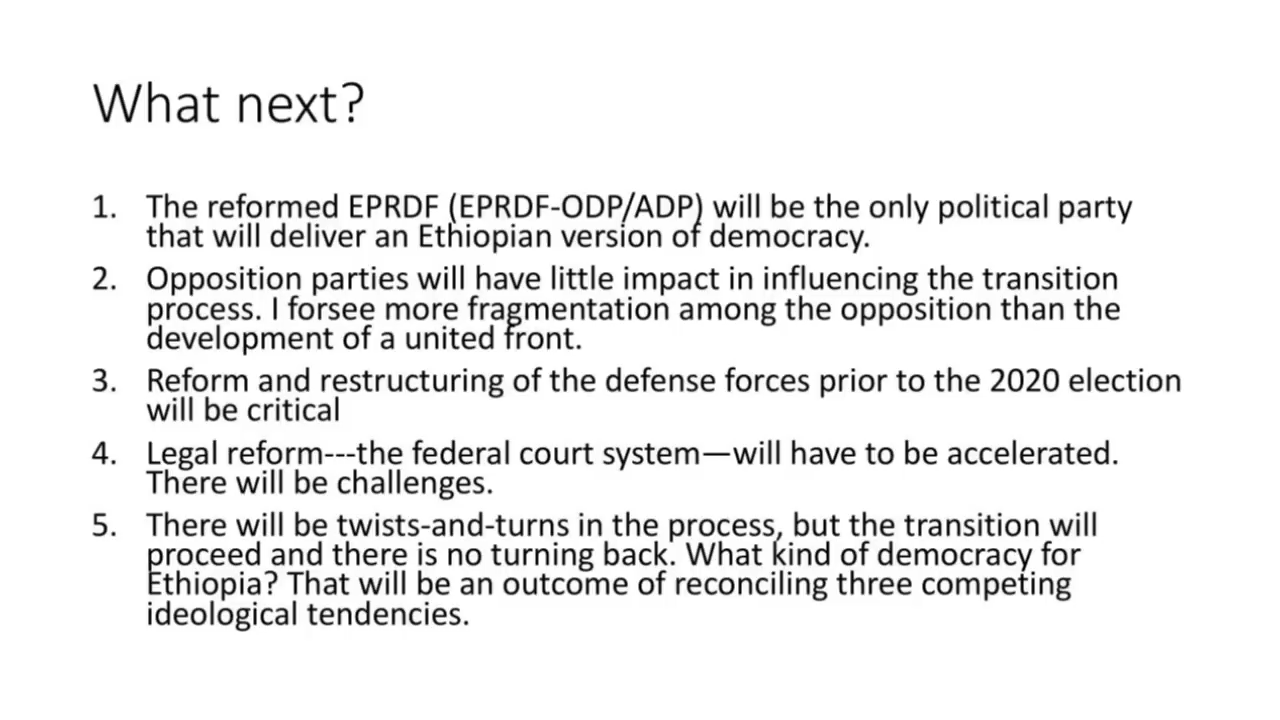 What next?
1. The reformed EPRDF (EPRDF-ODP/ADP) will be the only political party
that will deliver an Ethiopian version of democracy.
2. Opposition parties will have little impact in influencing the transition
process. I forsee more fragmentation among the opposition than the
development of a united front.
3. Reform and restructuring of the defense forces prior to the 2020 election
will be critical
4. Legal reform---the federal court system—will have to be accelerated.
There will be challenges.
5. There will be twists-and-turns in the process, but the transition will
proceed and there is no turning back. What kind of democracy for
Ethiopia? That will be an outcome of reconciling three competing
ideological tendencies.